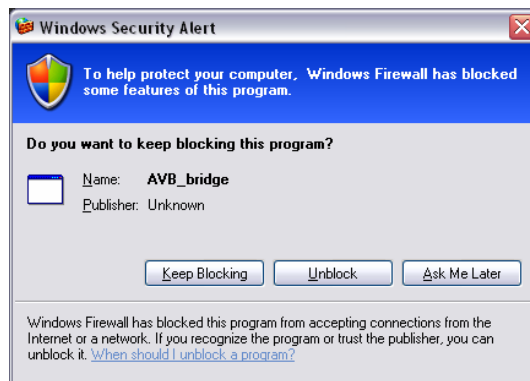 Windows Security Alert
To help protect your computer, Windows Firewall has blocked
some features of this program.
Do you want to keep blocking this program?
Name: AVB_bridge
Publisher: Unknown
Keep Blocking Unblock Ask Me Later
Windows Firewall has blocked this program from accepting connections from the
Internet or a network. If you recognize the program or trust the publisher, you can
unblock it. When should I unblock a program?